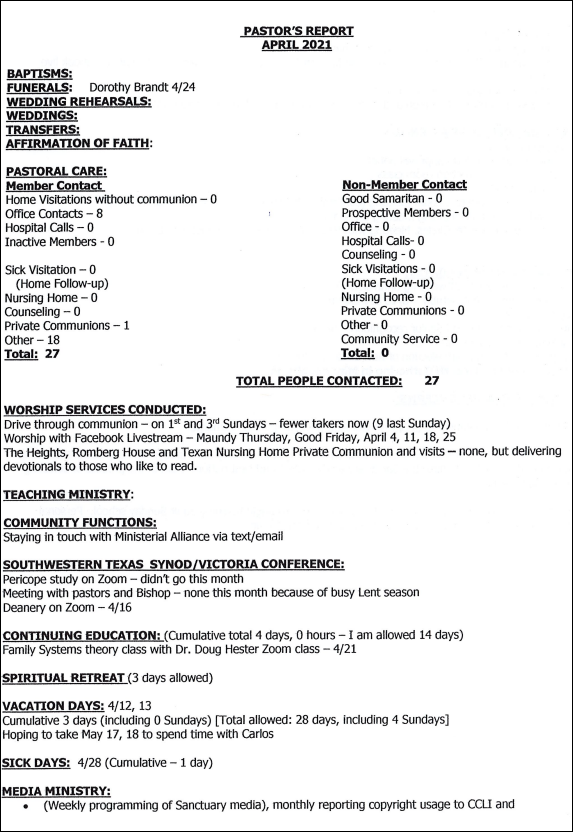 PASTOR'S REPORT
APRIL 2021
BAPTISMS:
FUNERALS: Dorothy Brandt 4/24
WEDDING REHEARSALS:
WEDDINGS:
TRANSFERS:
AFFIRMATION OF FAITH:
PASTORAL CARE:
Member Contact
Home Visitations without communion – 0
Office Contacts – 8
Hospital Calls – 0
Inactive Members - 0
Sick Visitation – 0
(Home Follow-up)
Nursing Home – 0
Counseling – 0
Private Communions – 1
Other – 18
Total: 27
Non-Member Contact
Good Samaritan - 0
Prospective Members - 0
Office - 0
Hospital Calls- 0
Counseling - 0
Sick Visitations - 0
(Home Follow-up)
Nursing Home - 0
Private Communions - 0
Other - 0
Community Service - 0
Total: 0
TOTAL PEOPLE CONTACTED: 27
WORSHIP SERVICES CONDUCTED:
Drive through communion – on 1st and 3rd Sundays – fewer takers now (9 last Sunday)
Worship with Facebook Livestream – Maundy Thursday, Good Friday, April 4, 11, 18, 25
The Heights, Romberg House and Texan Nursing Home Private Communion and visits – none, but delivering
devotionals to those who like to read.
TEACHING MINISTRY:
COMMUNITY FUNCTIONS:
Staying in touch with Ministerial Alliance via text/email
SOUTHWESTERN TEXAS SYNOD/VICTORIA CONFERENCE:
Pericope study on Zoom – didn't go this month
Meeting with pastors and Bishop – none this month because of busy Lent season
Deanery on Zoom – 4/16
CONTINUING EDUCATION: (Cumulative total 4 days, 0 hours – I am allowed 14 days)
Family Systems theory class with Dr. Doug Hester Zoom class – 4/21
SPIRITUAL RETREAT (3 days allowed)
VACATION DAYS: 4/12, 13
Cumulative 3 days (including 0 Sundays) [Total allowed: 28 days, including 4 Sundays]
Hoping to take May 17, 18 to spend time with Carlos
SICK DAYS: 4/28 (Cumulative – 1 day)
MEDIA MINISTRY:
• (Weekly programming of Sanctuary media), monthly reporting copyright usage to CCLI and